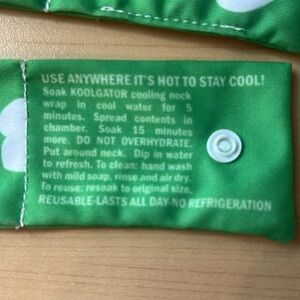 USE ANYWHERE IT'S HOT TO STAY COOL!
Soak KOOLGATOR cooling neck
wrap in cool water for 5
minutes. Spread contents in
chamber. Soak 15 minutes
more. DO NOT OVERHYDRATE.
Put around neck. Dip in water
to refresh. To clean: hand wash
with mild soap, rinse and air dry.
To reuse: resoak to original size.
REUSABLE-LASTS ALL DAY-NO REFRIGERATION